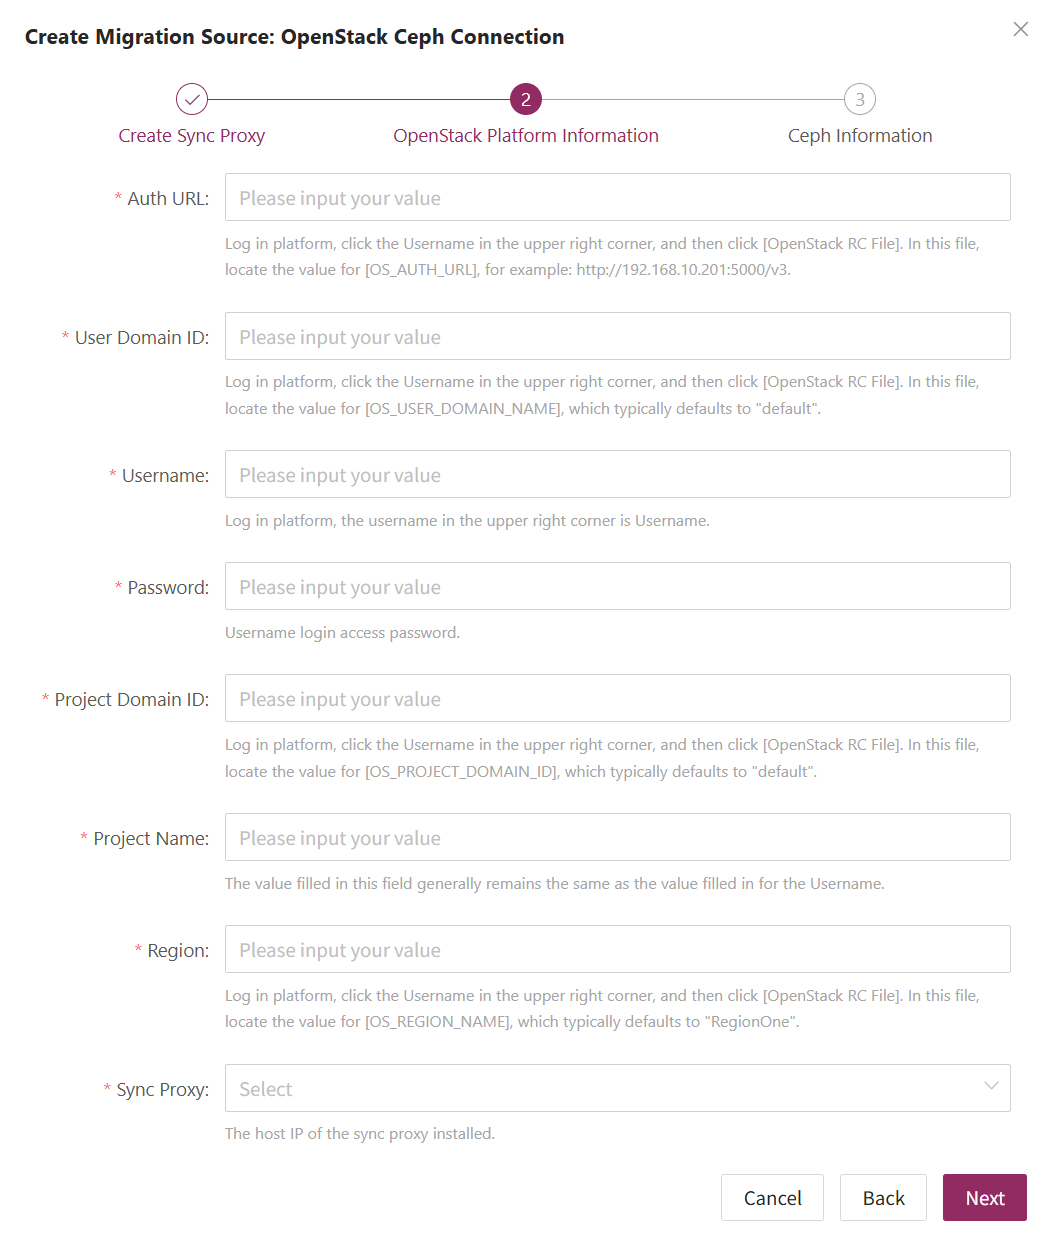 Create Migration Source: OpenStack Ceph Connection
2
3
Create Sync Proxy
OpenStack Platform Information
Ceph Information
* Auth URL:
Please input your value
Log in platform, click the Username in the upper right corner, and then click [OpenStack RC File]. In this file,
locate the value for [OS_AUTH_URL], for example: http://192.168.10.201:5000/v3.
* User Domain ID:
Please input your value
Log in platform, click the Username in the upper right corner, and then click [OpenStack RC File]. In this file,
locate the value for [OS_USER_DOMAIN_NAME], which typically defaults to "default".
* Username:
Please input your value
Log in platform, the username in the upper right corner is Username.
* Password:
Please input your value
Username login access password.
* Project Domain ID:
Please input your value
Log in platform, click the Username in the upper right corner, and then click [OpenStack RC File]. In this file,
locate the value for [OS_PROJECT_DOMAIN_ID], which typically defaults to "default".
* Project Name:
Please input your value
The value filled in this field generally remains the same as the value filled in for the Username.
* Region:
Please input your value
Log in platform, click the Username in the upper right corner, and then click [OpenStack RC File]. In this file,
locate the value for [OS_REGION_NAME], which typically defaults to "RegionOne".
* Sync Proxy:
Select
The host IP of the sync proxy installed.
Cancel
Back
Next